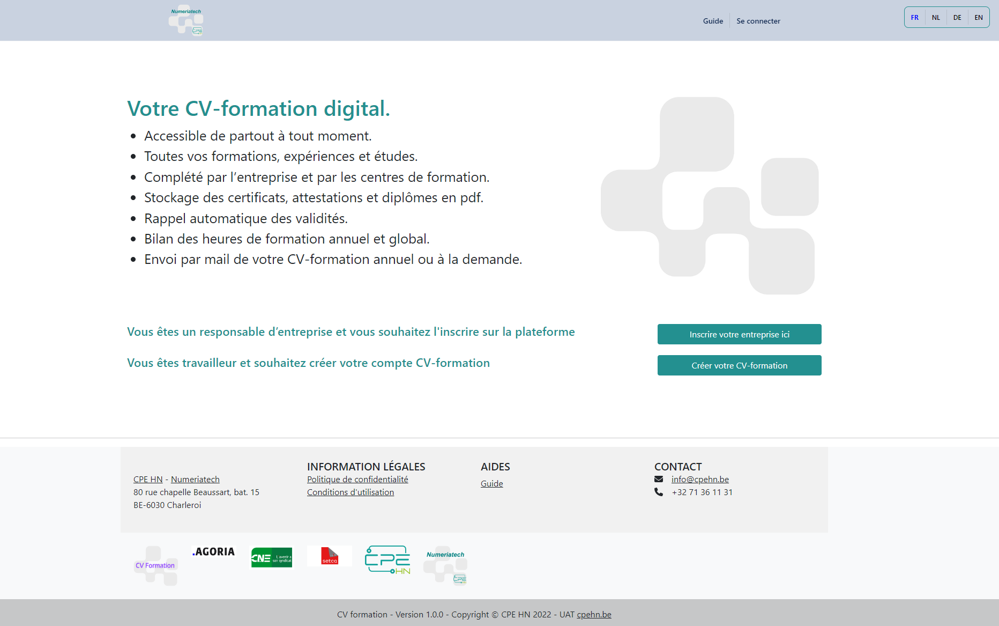 Numeriatech
CPE
Guide
Se connecter
FR
NL
DE
EN
Votre CV-formation digital.
Accessible de partout à tout moment.
Toutes vos formations, expériences et études.
Complété par l’entreprise et par les centres de formation.
Stockage des certificats, attestations et diplômes en pdf.
Rappel automatique des validités.
Bilan des heures de formation annuel et global.
Envoi par mail de votre CV-formation annuel ou à la demande.
Vous êtes un responsable d’entreprise et vous souhaitez l'inscrire sur la plateforme
Inscrire votre entreprise ici
Vous êtes travailleur et souhaitez créer votre compte CV-formation
Créer votre CV-formation
CPE HN - Numeriatech
80 rue chapelle Beaussart, bat. 15
BE-6030 Charleroi
INFORMATION LÉGALES
Politique de confidentialité
Conditions d'utilisation
AIDES
Guide
CONTACT
info@cpehn.be
+32 71 36 11 31
CV Formation
.AGORIA
CNE
L'avenir a
son syndicat
setca
CPE
HN
Numeriatech
CPE
CV formation - Version 1.0.0 - Copyright © CPE HN 2022 - UAT cpehn.be